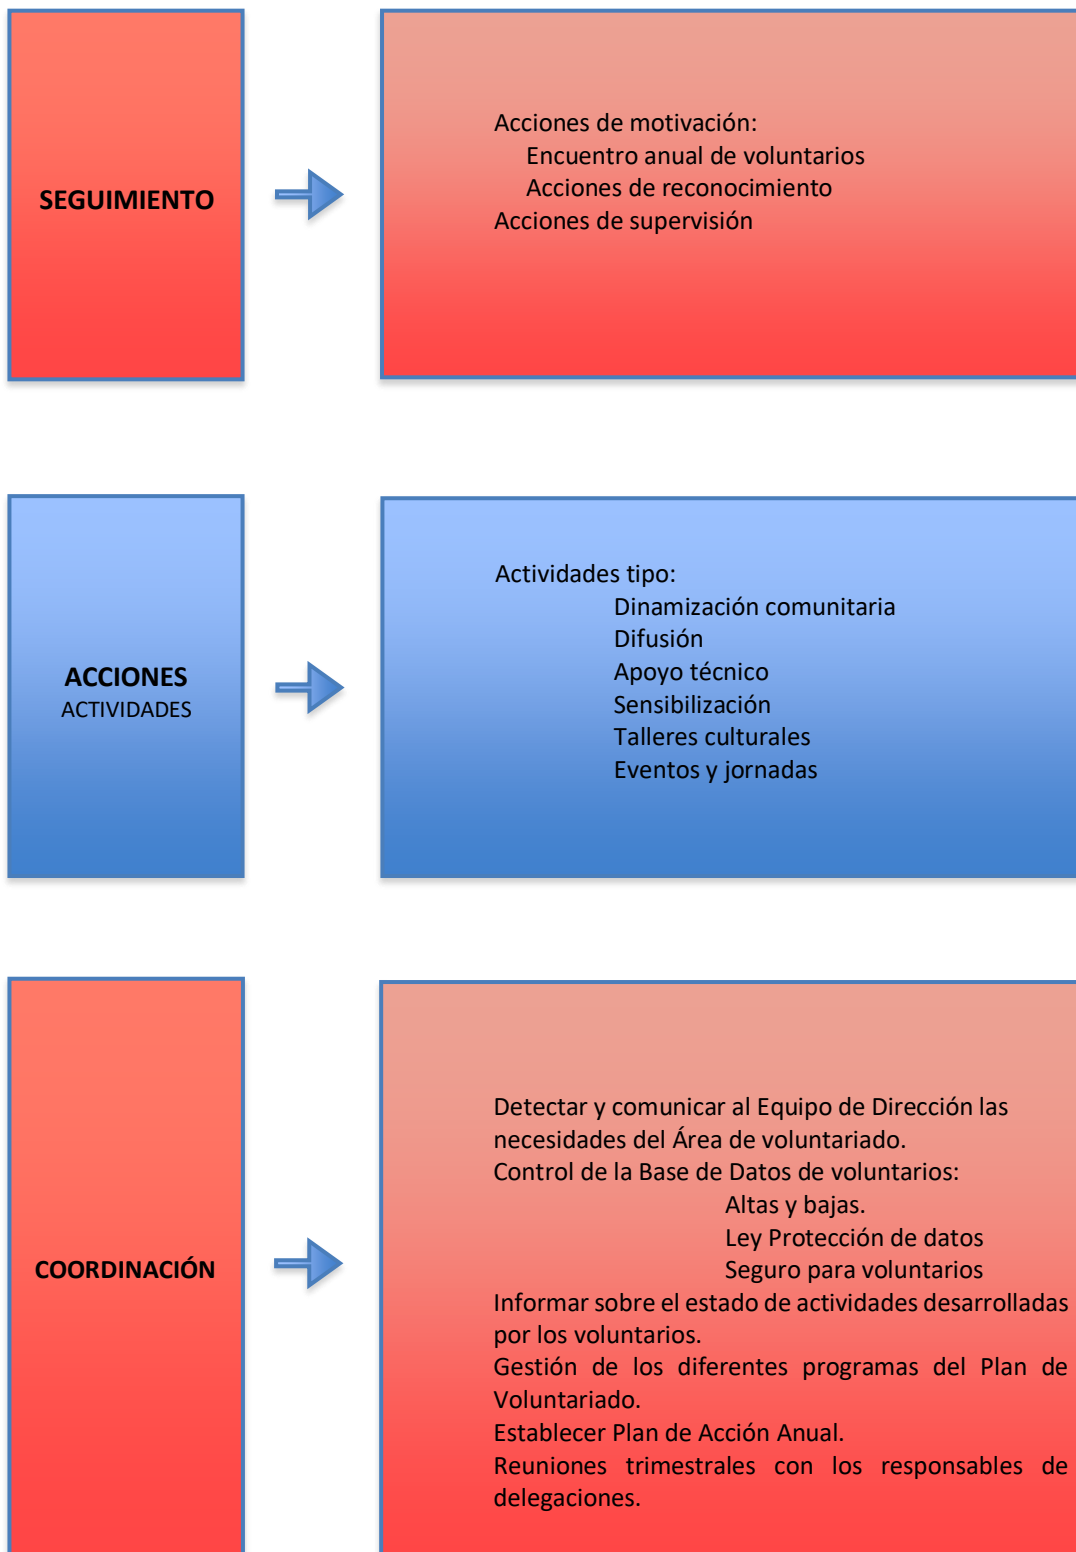 SEGUIMIENTO
Acciones de motivación:
Encuentro anual de voluntarios
Acciones de reconocimiento
Acciones de supervisión
ACCIONES
ACTIVIDADES
Actividades tipo:
Dinamización comunitaria
Difusión
Apoyo técnico
Sensibilización
Talleres culturales
Eventos y jornadas
COORDINACIÓN
Detectar y comunicar al Equipo de Dirección las
necesidades del Área de voluntariado.
Control de la Base de Datos de voluntarios:
Altas y bajas.
Ley Protección de datos
Seguro para voluntarios
Informar sobre el estado de actividades desarrolladas
por los voluntarios.
Gestión de los diferentes programas del Plan de
Voluntariado.
Establecer Plan de Acción Anual.
Reuniones trimestrales con los responsables de
delegaciones.